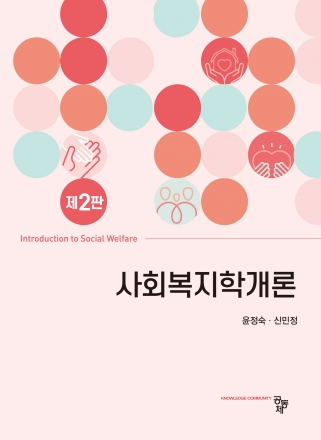 제2판
Introduction to Social Welfare
사회복지학개론
윤정숙 · 신민정
KNOWLEDGE COMMUNITY 공동체